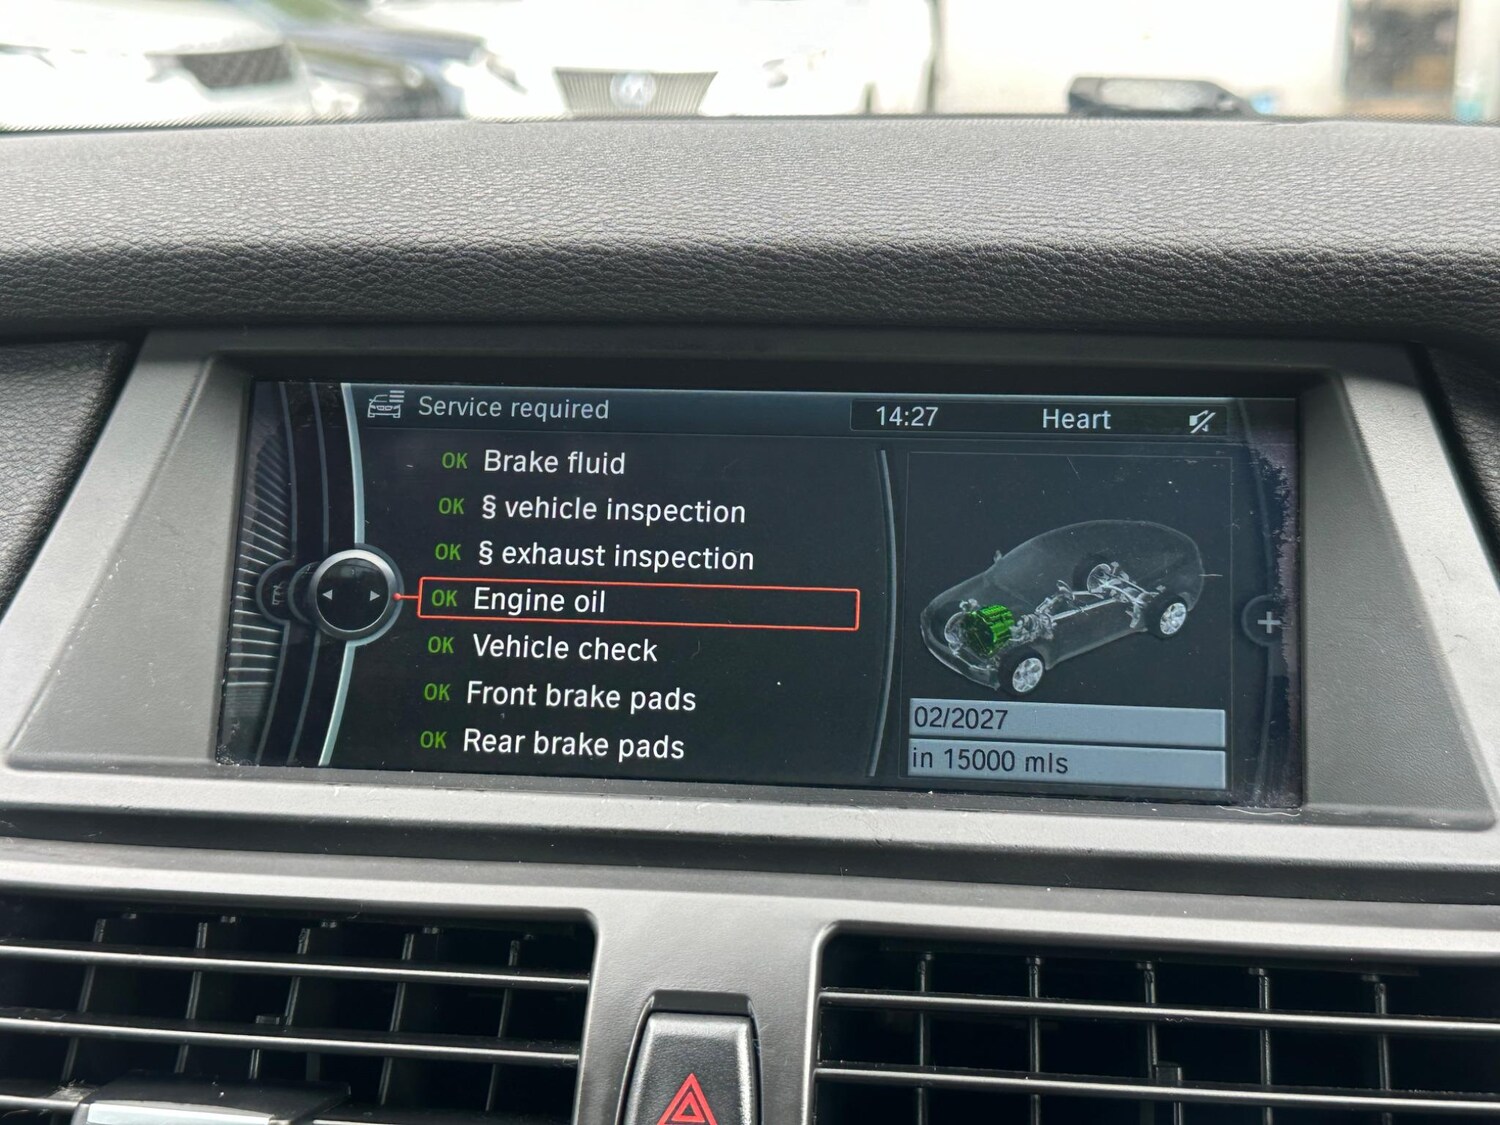 Service required
14:27
Heart
OK Brake fluid
OK § vehicle inspection
OK § exhaust inspection
OK Engine oil
OK Vehicle check
OK Front brake pads
OK Rear brake pads
02/2027
in 15000 mls